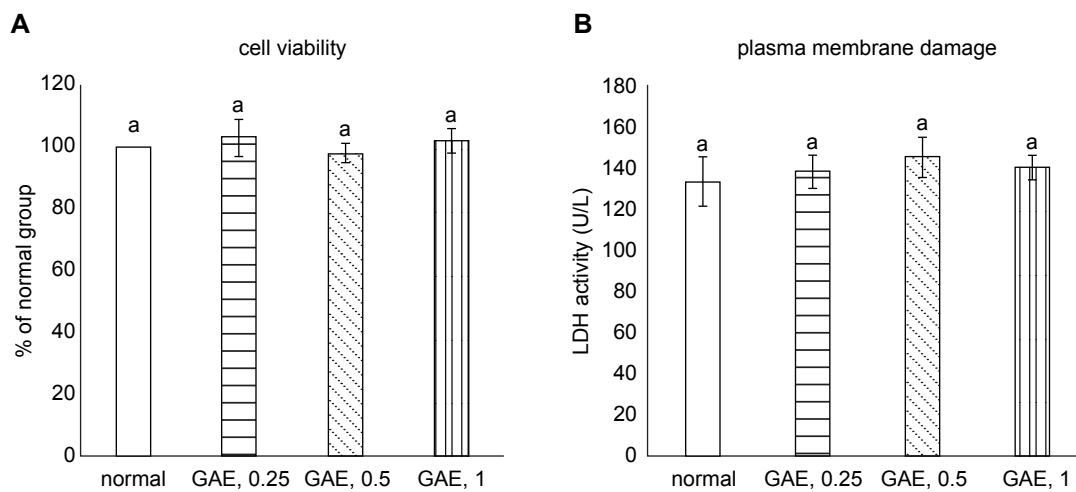 A
cell viability
% of normal group
120
100
80
60
40
20
0
a
a
a
a
normal
GAE, 0.25
GAE, 0.5
GAE, 1
B
plasma membrane damage
LDH activity (U/L)
180
160
140
120
100
80
60
40
20
0
a
a
a
a
normal
GAE, 0.25
GAE, 0.5
GAE, 1